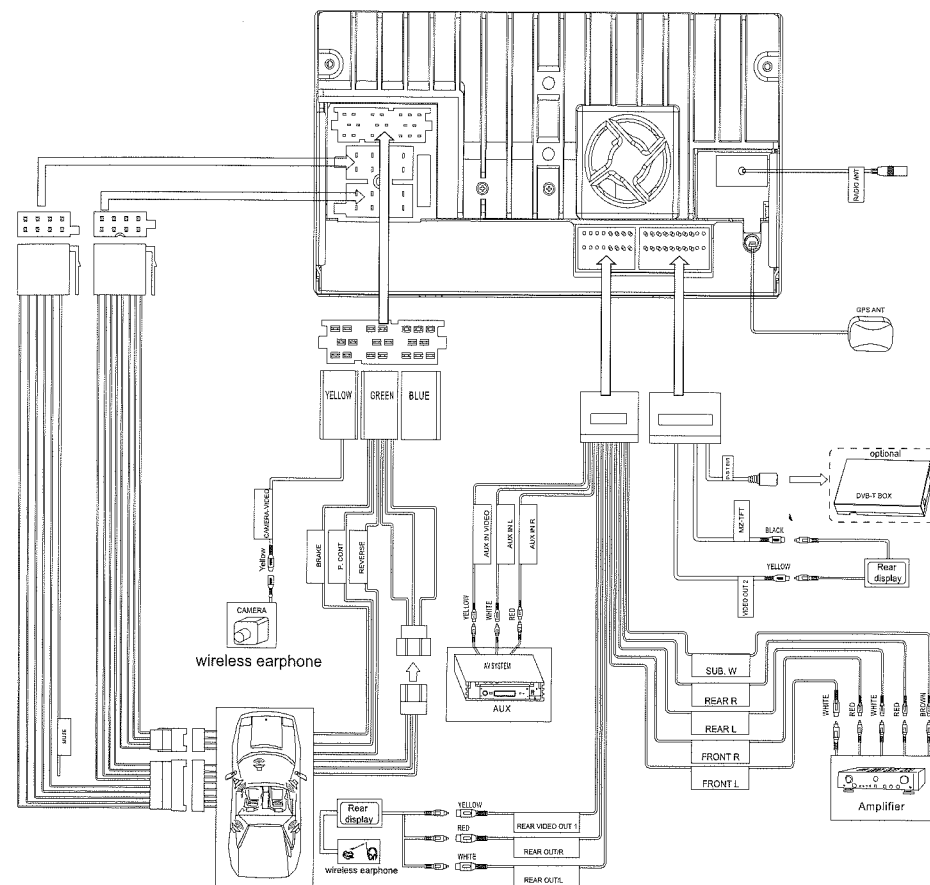 RADIO ANT
GPS ANT
YELLOW
GREEN
BLUE
optional
DVB-T BOX
CAMERA-VIDEO
Yellow
CAMERA
wireless earphone
BRAKE
P. CONT
REVERSE
AUX IN VIDEO
AUX IN L
AUX IN R
YELLOW
WHITE
RED
AV SYSTEM
AUX
MZ-TFT
BLACK
YELLOW
VIDEO OUT 2
Rear
display
SUB. W
REAR R
REAR L
FRONT R
FRONT L
WHITE
RED
WHITE
RED
BROWN
Amplifier
MUTE
Rear
display
wireless earphone
YELLOW
RED
WHITE
REAR VIDEO OUT 1
REAR OUT/R
REAR OUT/L